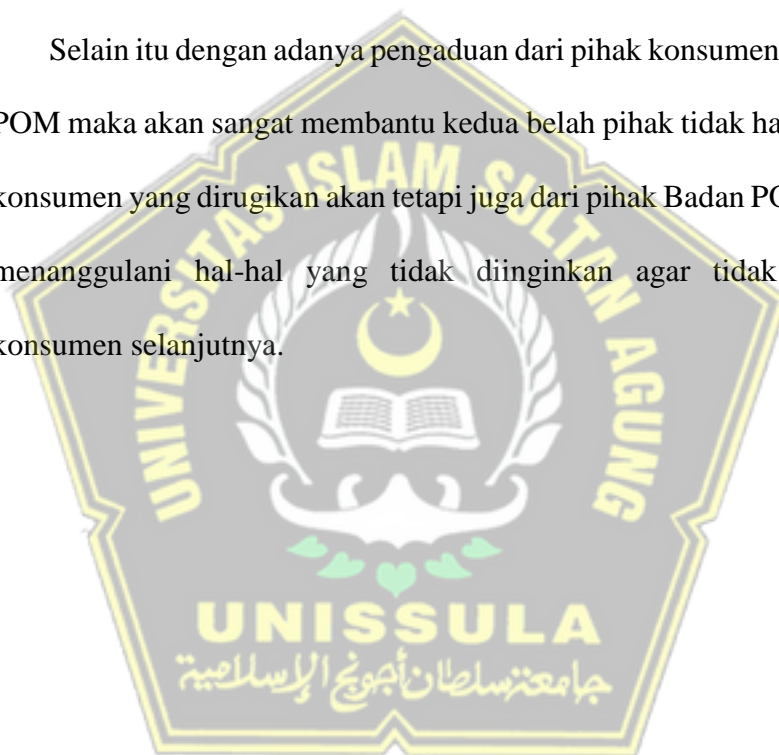 Selain itu dengan adanya pengaduan dari pihak konsumen
POM maka akan sangat membantu kedua belah pihak tidak ha
konsumen yang dirugikan akan tetapi juga dari pihak Badan PO
menanggulani hal-hal yang tidak diinginkan agar tidak
konsumen selanjutnya.
UNIVERSITAS ISLAM SULTAN AGUNG
UNISSULA
جامعة سلطان أجونج الإسلامية